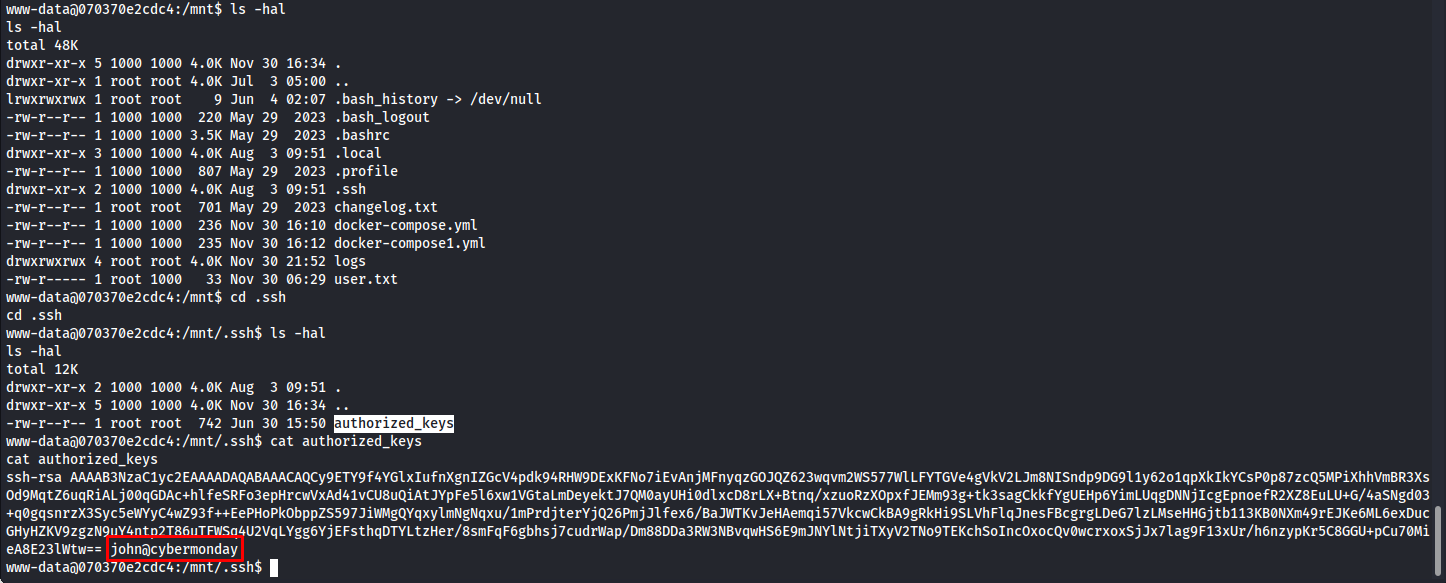 www-data@070370e2cdc4:/mnt$ ls -hal
ls -hal
total 48K
drwxr-xr-x 5 1000 1000 4.0K Nov 30 16:34 .
drwxr-xr-x 1 root root 4.0K Jul  3 05:00 ..
lrwxrwxrwx 1 root root    9 Jun  4 02:07 .bash_history -> /dev/null
-rw-r--r-- 1 1000 1000  220 May 29  2023 .bash_logout
-rw-r--r-- 1 1000 1000 3.5K May 29  2023 .bashrc
drwxr-xr-x 3 1000 1000 4.0K Aug  3 09:51 .local
-rw-r--r-- 1 1000 1000  807 May 29  2023 .profile
drwxr-xr-x 2 1000 1000 4.0K Aug  3 09:51 .ssh
-rw-r--r-- 1 root root  701 May 29  2023 changelog.txt
-rw-r--r-- 1 1000 1000  236 Nov 30 16:10 docker-compose.yml
-rw-r--r-- 1 1000 1000  235 Nov 30 16:12 docker-compose1.yml
drwxrwxrwx 4 root root 4.0K Nov 30 21:52 logs
-rw-r----- 1 root 1000   33 Nov 30 06:29 user.txt
www-data@070370e2cdc4:/mnt$ cd .ssh
cd .ssh
www-data@070370e2cdc4:/mnt/.ssh$ ls -hal
ls -hal
total 12K
drwxr-xr-x 2 1000 1000 4.0K Aug  3 09:51 .
drwxr-xr-x 5 1000 1000 4.0K Nov 30 16:34 ..
-rw-r--r-- 1 root root  742 Jun 30 15:50 authorized_keys
www-data@070370e2cdc4:/mnt/.ssh$ cat authorized_keys
cat authorized_keys
ssh-rsa AAAAB3NzaC1yc2EAAAADAQABAAACAQCy9ETY9f4YGlxIufnXgnIZGcV4pdk94RHW9DExKFNo7iEvAnjMFnyqzGOJQZ623wqvm2WS577WlLFYTGVe4gVkV2LJm8NISndp9DG9l1y62o1qpXkIkYCsP0p87zcQ5MPiXhhVmBR3Xs
Od9MqtZ6uqRiALj00qGDAc+hlfeSRFo3epHrcwVxAd41vCU8uQiAtJYpFe5l6xw1VGtaLmDeyektJ7QM0ayUHi0dlxcD8rLX+Btnq/xzuoRzXOpxfJEMm93g+tk3sagCkkfYgUEHp6YimLUqgDNNjIcgEpnoefR2XZ8EuLU+G/4aSNgd03
+q0gqsnrzX3Syc5eWYyC4wZ93f++EePHoPkObppZS597JiWMgQYqxylmNgNqxu/1mPrdjterYjQ26PmjJlfex6/BaJWTKvJeHAemqi57VkcwCkBA9gRkHi9SLVhFlqJnesFBcgrgLDeG7lzLMseHHGjtb113KB0NXm49rEJKe6ML6exDuc
GHyHZKV9zgzN9uY4ntp2T86uTFWSq4U2VqLYgg6YjEFsthqDTYLtzHer/8smFqF6gbhsj7cudrWap/Dm88DDa3RW3NBvqwHS6E9mJNYlNtjiTXyV2TNo9TEKchSoIncOxocQv0wcrxoxSjJx7lag9F13xUr/h6nzypKr5C8GGU+pCu70Mi
eA8E23lWtw== john@cybermonday
www-data@070370e2cdc4:/mnt/.ssh$